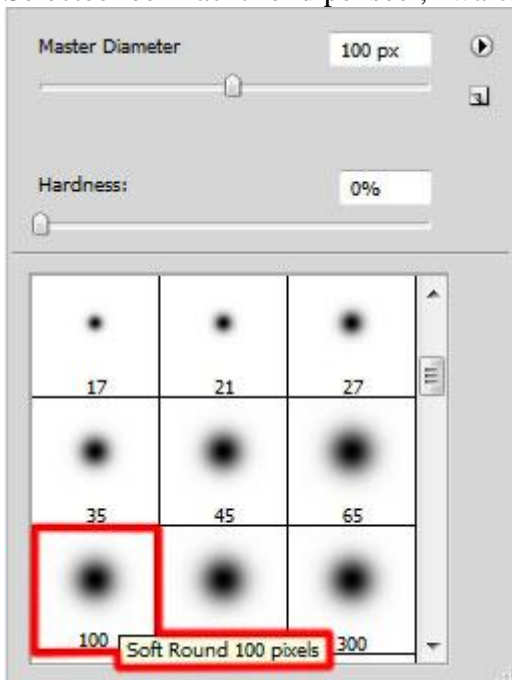 Master Diameter 100 px
Hardness: 0%
17 21 27
35 45 65
100 300
Soft Round 100 pixels